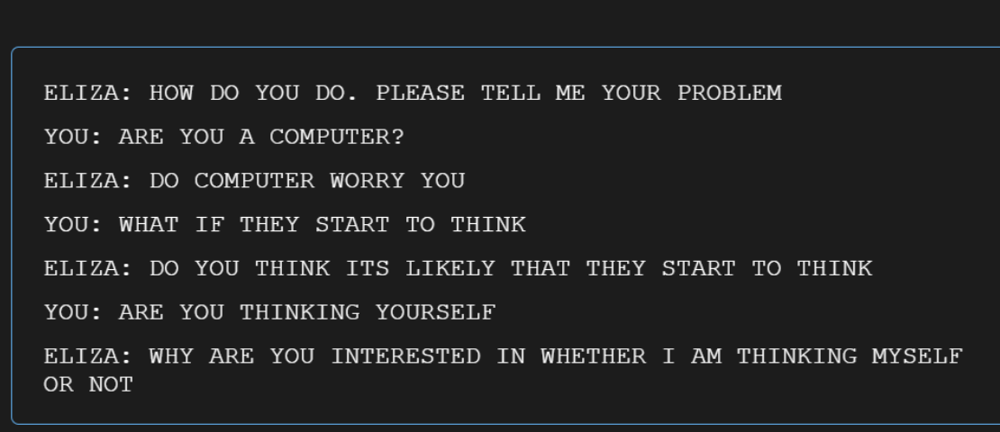 ELIZA: HOW DO YOU DO. PLEASE TELL ME YOUR PROBLEM
YOU: ARE YOU A COMPUTER?
ELIZA: DO COMPUTER WORRY YOU
YOU: WHAT IF THEY START TO THINK
ELIZA: DO YOU THINK ITS LIKELY THAT THEY START TO THINK
YOU: ARE YOU THINKING YOURSELF
ELIZA: WHY ARE YOU INTERESTED IN WHETHER I AM THINKING MYSELF
OR NOT